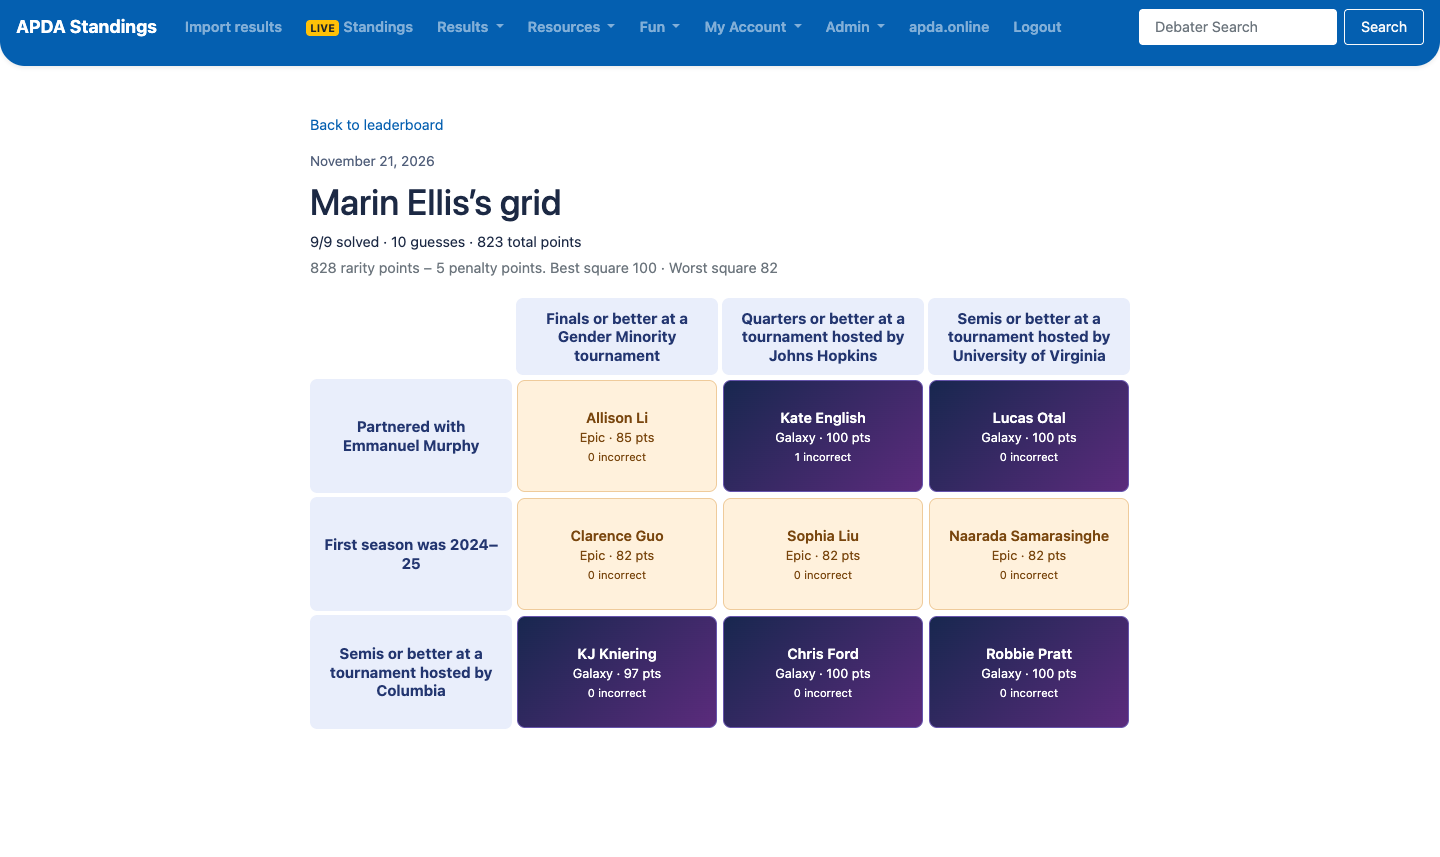 APDA Standings
Import results
LIVE Standings
Results
Resources
Fun
My Account
Admin
apda.online
Logout
Debater Search
Search
Back to leaderboard
November 21, 2026
Marin Ellis’s grid
9/9 solved · 10 guesses · 823 total points
828 rarity points – 5 penalty points. Best square 100 · Worst square 82
Finals or better at a
Gender Minority
tournament
Quarters or better at a
tournament hosted by
Johns Hopkins
Semis or better at a
tournament hosted by
University of Virginia
Partnered with
Emmanuel Murphy
Allison Li
Epic · 85 pts
0 incorrect
Kate English
Galaxy · 100 pts
1 incorrect
Lucas Otal
Galaxy · 100 pts
0 incorrect
First season was 2024–
25
Clarence Guo
Epic · 82 pts
0 incorrect
Sophia Liu
Epic · 82 pts
0 incorrect
Naarada Samarasinghe
Epic · 82 pts
0 incorrect
Semis or better at a
tournament hosted by
Columbia
KJ Kniering
Galaxy · 97 pts
0 incorrect
Chris Ford
Galaxy · 100 pts
0 incorrect
Robbie Pratt
Galaxy · 100 pts
0 incorrect